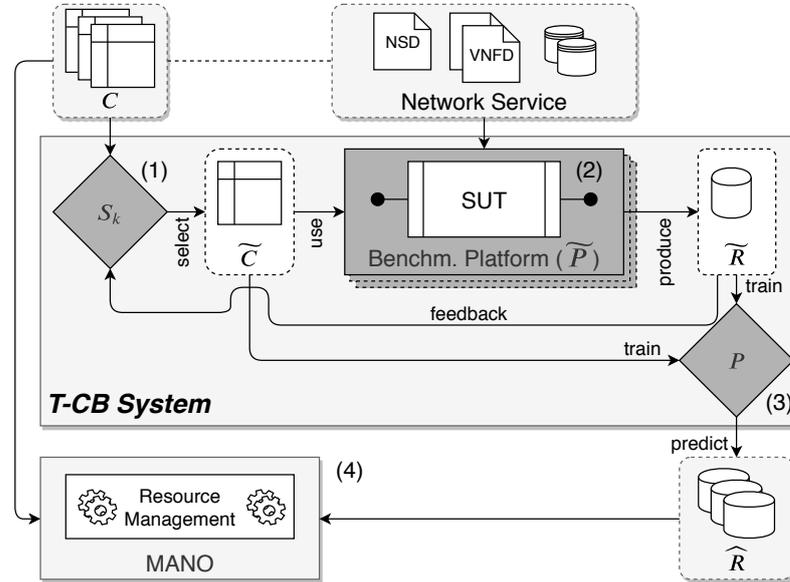 C
NSD
VNFD
Network Service
(1)
S_k
select
C̃
use
(2)
SUT
Benchm. Platform (P̃)
produce
R̃
train
feedback
train
P
(3)
T-CB System
predict
(4)
Resource
Management
MANO
R̂